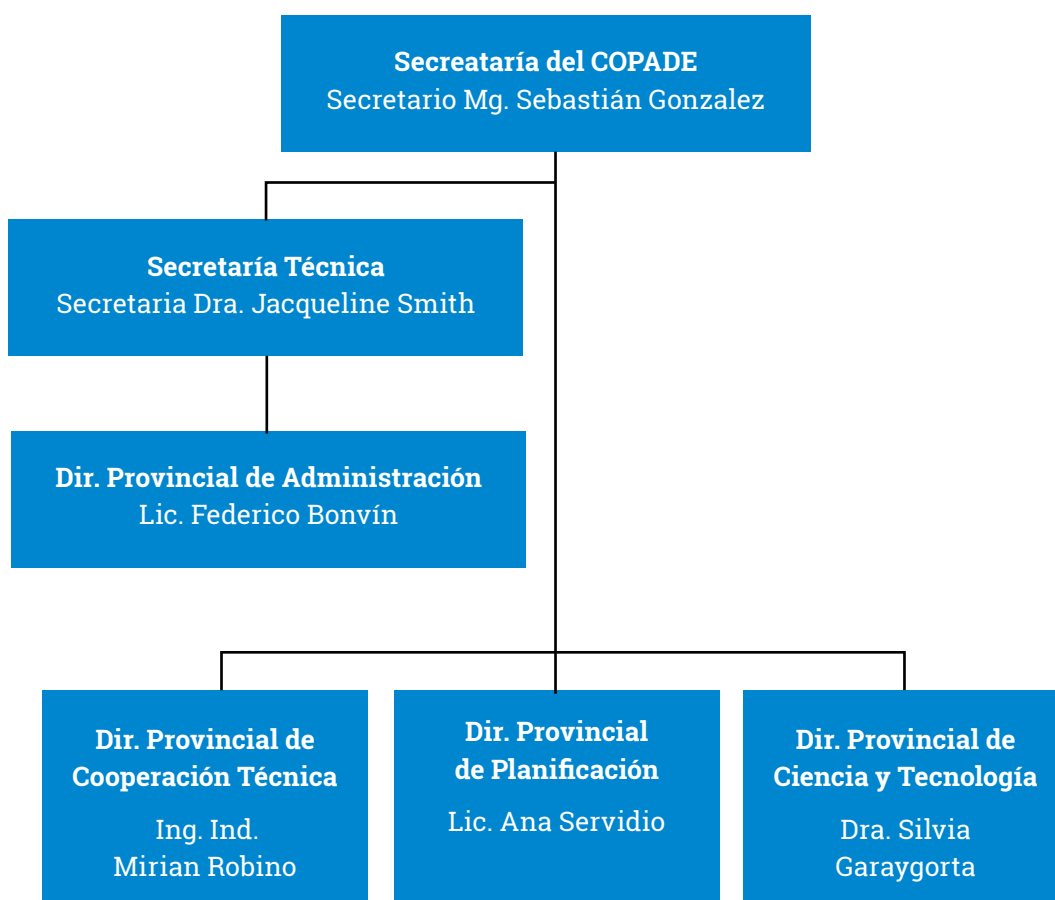 Secreataría del COPADE
Secretario Mg. Sebastián Gonzalez
Secretaría Técnica
Secretaria Dra. Jacqueline Smith
Dir. Provincial de Administración
Lic. Federico Bonvín
Dir. Provincial de
Cooperación Técnica
Ing. Ind.
Mirian Robino
Dir. Provincial
de Planificación
Lic. Ana Servidio
Dir. Provincial de
Ciencia y Tecnología
Dra. Silvia
Garaygorta